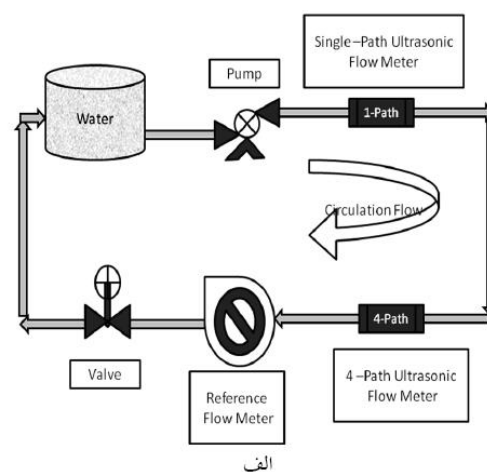 Single–Path Ultrasonic
Flow Meter
Pump
Water
1-Path
Circulation Flow
4-Path
Valve
Reference
Flow Meter
4 –Path Ultrasonic
Flow Meter
الف